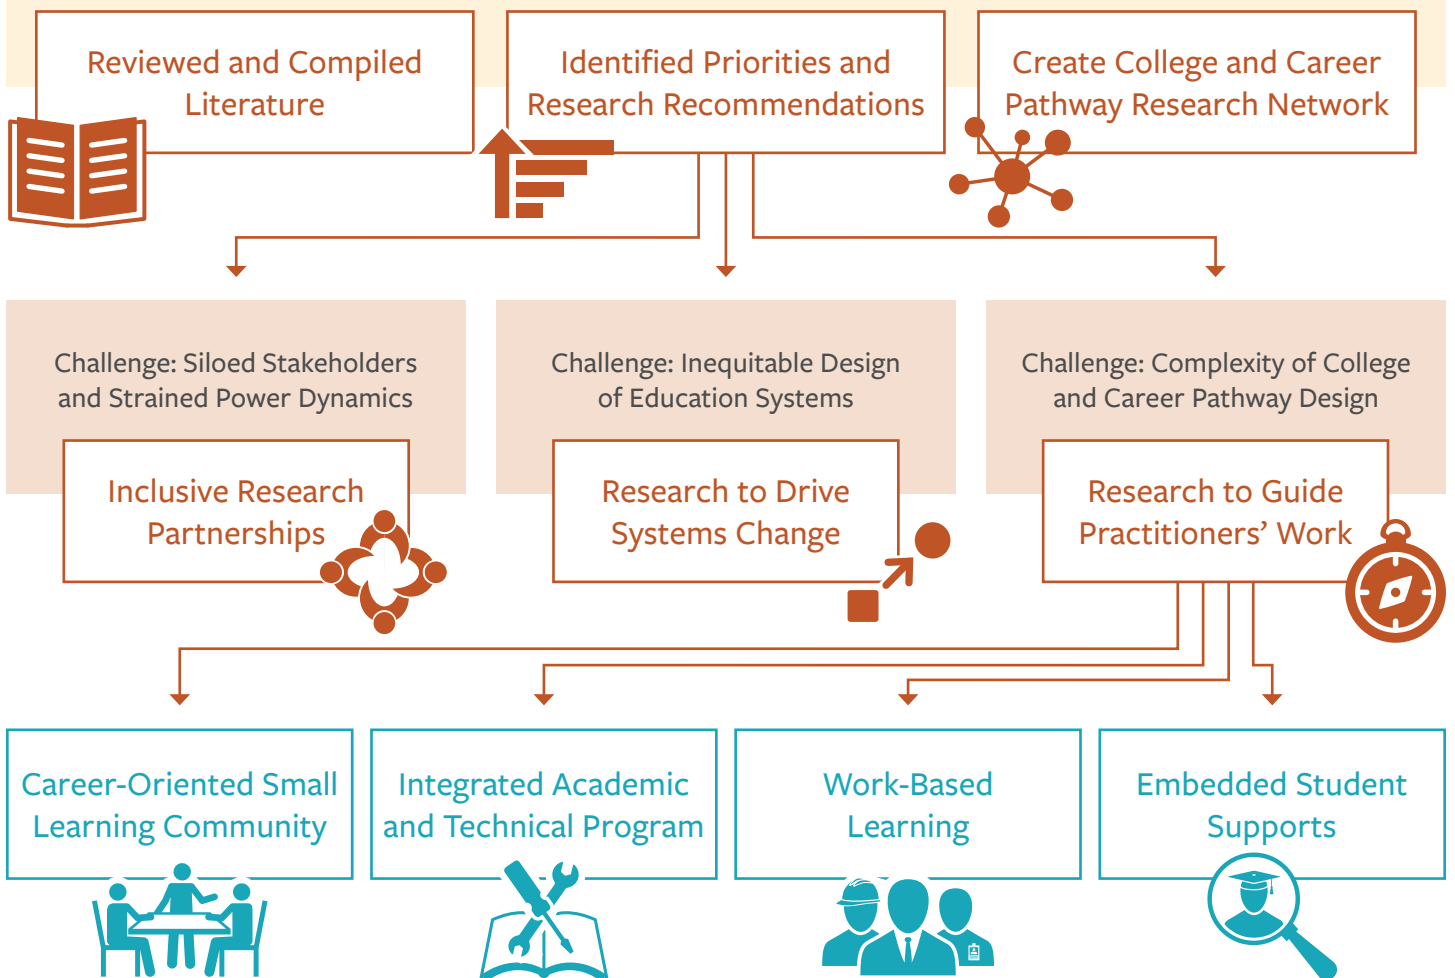 Reviewed and Compiled
Literature
Identified Priorities and
Research Recommendations
Create College and Career
Pathway Research Network
Challenge: Siloed Stakeholders
and Strained Power Dynamics
Inclusive Research
Partnerships
Challenge: Inequitable Design
of Education Systems
Research to Drive
Systems Change
Challenge: Complexity of College
and Career Pathway Design
Research to Guide
Practitioners’ Work
Career-Oriented Small
Learning Community
Integrated Academic
and Technical Program
Work-Based
Learning
Embedded Student
Supports